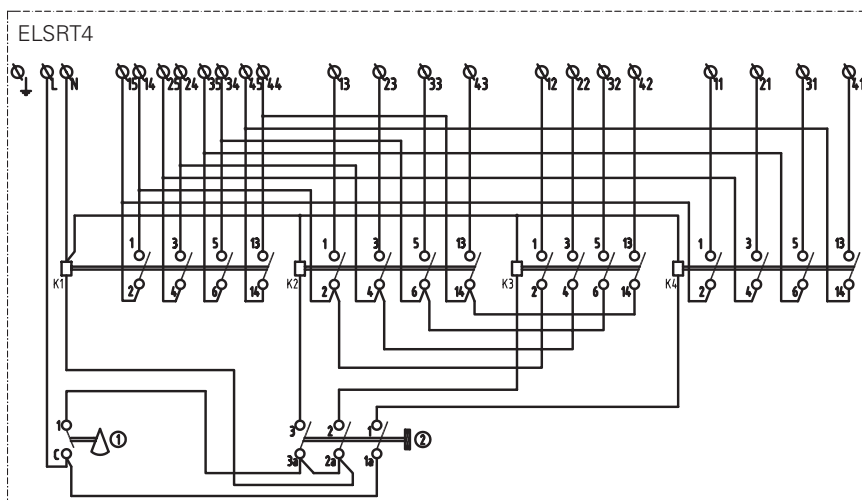 ELSRT4
L N 15 14 25 24 35 34 45 44 13 23 33 43 12 22 32 42 11 21 31 41
1 3 5 13 1 3 5 13 1 3 5 13 1 3 5 13
K1 K2 K3 K4
2 4 6 14 2 4 6 14 2 4 6 14 2 4 6 14
1 3 2 1
① ②
C 3a 2a 1a